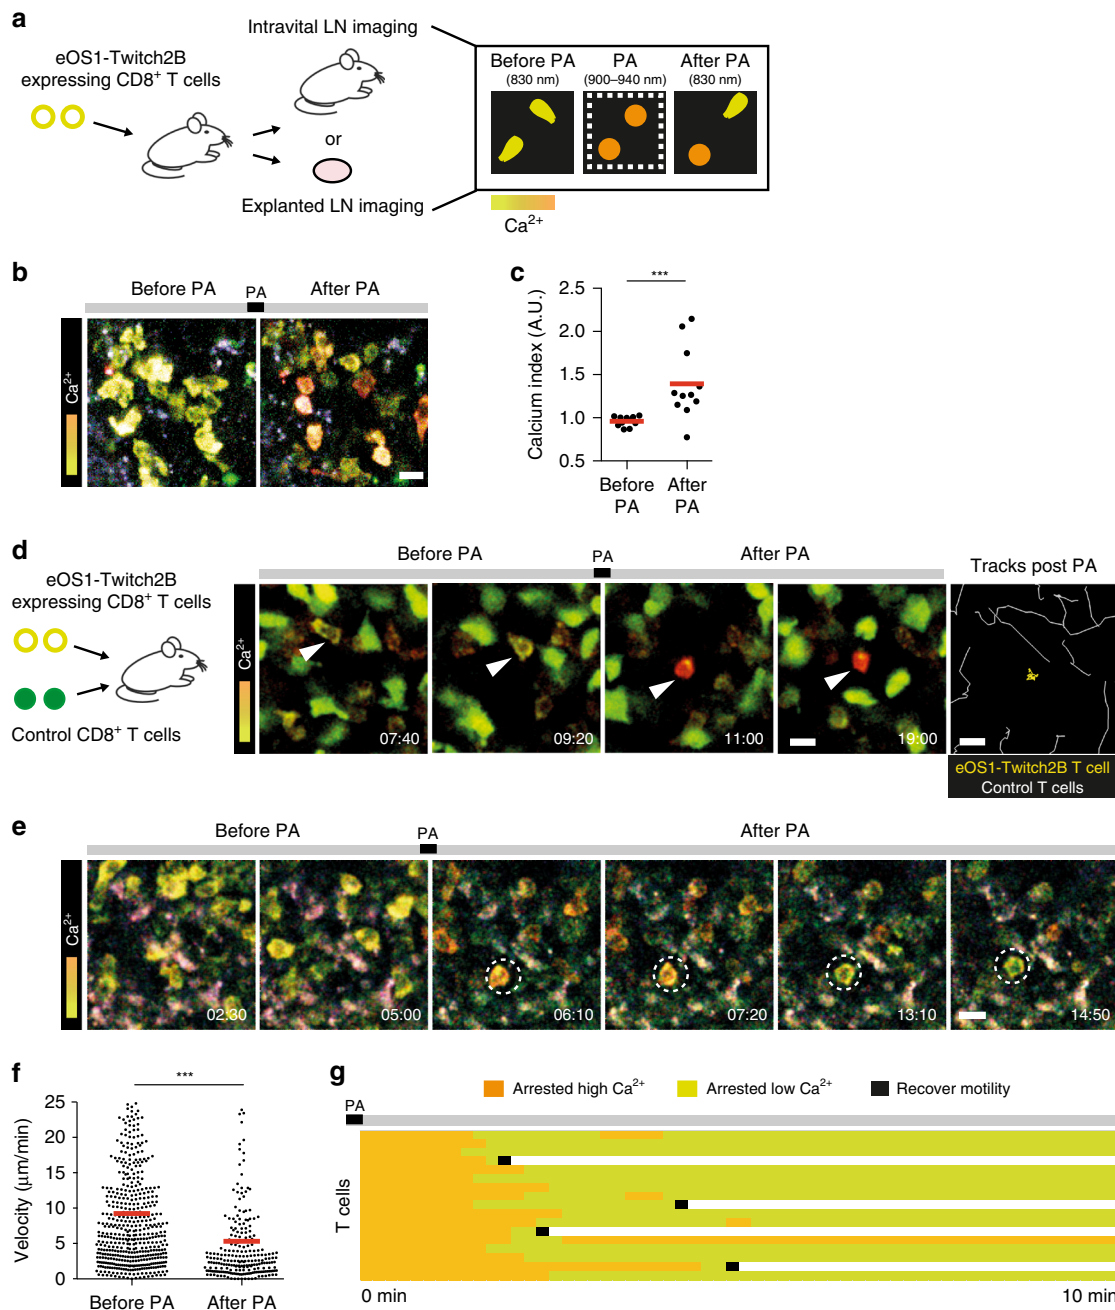 a
Intravital LN imaging
eOS1-Twitch2B
expressing CD8+ T cells
or
Explanted LN imaging
Before PA
(830 nm)
PA
(900–940 nm)
After PA
(830 nm)
Ca2+
b
Before PA
PA
After PA
Ca2+
c
***
Calcium index (A.U.)
2.5
2.0
1.5
1.0
0.5
Before
PA
After
PA
d
eOS1-Twitch2B
expressing CD8+ T cells
Control CD8+ T cells
Before PA
PA
After PA
Tracks post PA
Ca2+
07:40
09:20
11:00
19:00
eOS1-Twitch2B T cell
Control T cells
e
Before PA
PA
After PA
Ca2+
02:30
05:00
06:10
07:20
13:10
14:50
f
***
Velocity (µm/min)
25
20
15
10
5
0
Before PA
After PA
g
Arrested high Ca2+
Arrested low Ca2+
Recover motility
PA
T cells
0 min
10 min